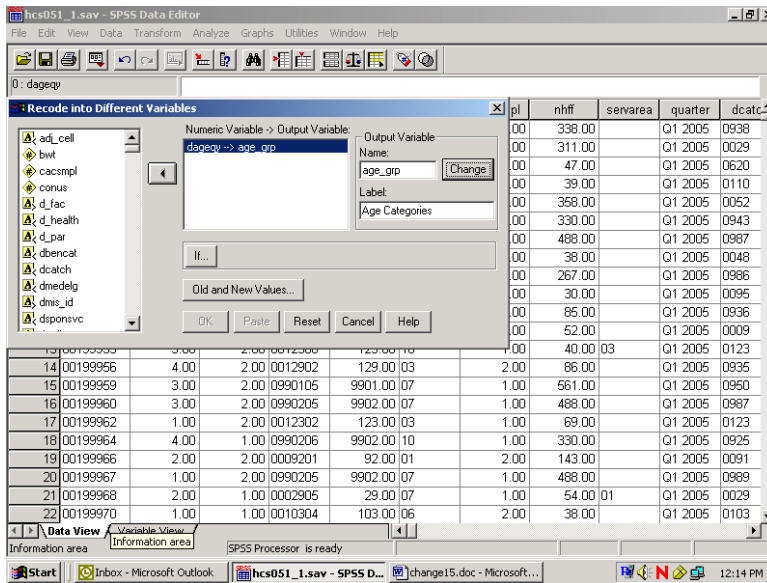 hcs051_1.sav - SPSS Data Editor
File Edit View Data Transform Analyze Graphs Utilities Window Help
0 : dageqy
Recode into Different Variables
adj_cell
bwt
cacsmpl
conus
d_fac
d_health
d_par
dbencat
dcatch
dmedelg
dmis_id
dsponsvc
Numeric Variable -> Output Variable:
dageqy --> age_grp
Output Variable
Name:
age_grp
Change
Label:
Age Categories
If...
Old and New Values...
OK Paste Reset Cancel Help
pl nhff servarea quarter dcatc
.00 338.00 Q1 2005 0938
.00 311.00 Q1 2005 0029
.00 47.00 Q1 2005 0620
.00 39.00 Q1 2005 0110
.00 358.00 Q1 2005 0052
.00 330.00 Q1 2005 0943
.00 488.00 Q1 2005 0987
.00 38.00 Q1 2005 0048
.00 267.00 Q1 2005 0986
.00 30.00 Q1 2005 0095
.00 85.00 Q1 2005 0936
.00 52.00 Q1 2005 0009
40.00 03 Q1 2005 0123
14 00199956 4.00 2.00 0012902 129.00 03 2.00 86.00 Q1 2005 0935
15 00199959 3.00 2.00 0990105 9901.00 07 1.00 561.00 Q1 2005 0950
16 00199960 3.00 2.00 0990205 9902.00 07 1.00 488.00 Q1 2005 0987
17 00199962 1.00 2.00 0012302 123.00 03 1.00 69.00 Q1 2005 0123
18 00199964 4.00 1.00 0990206 9902.00 10 1.00 330.00 Q1 2005 0925
19 00199966 2.00 2.00 0009201 92.00 01 2.00 143.00 Q1 2005 0091
20 00199967 1.00 2.00 0990205 9902.00 07 1.00 488.00 Q1 2005 0989
21 00199968 2.00 1.00 0002905 29.00 07 1.00 54.00 01 Q1 2005 0029
22 00199970 1.00 1.00 0010304 103.00 06 2.00 38.00 Q1 2005 0103
Data View Variable View
Information area
Information area SPSS Processor is ready
Start Inbox - Microsoft Outlook hcs051_1.sav - SPSS D... change15.doc - Microsoft... 12:14 PM